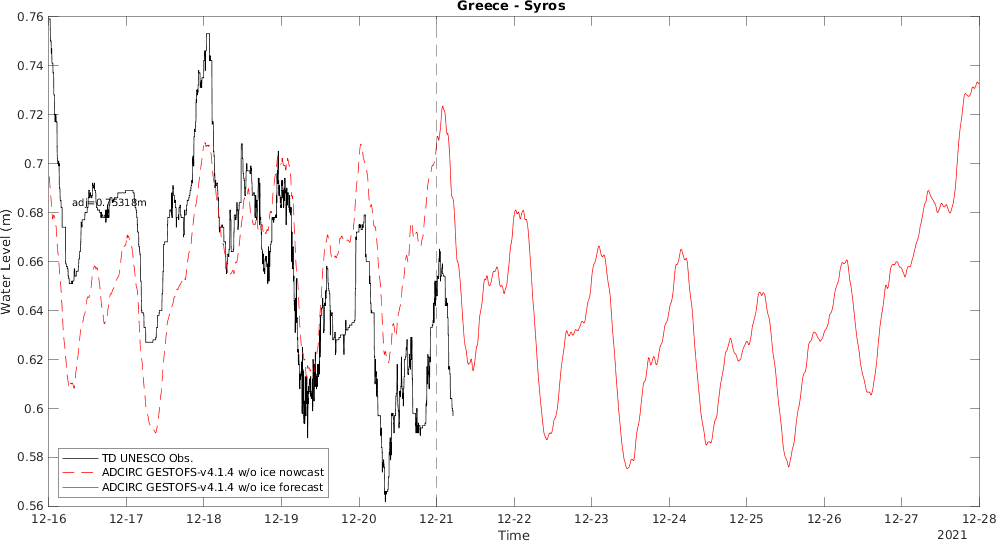 Greece - Syros
0.76
0.74
0.72
0.7
0.68
0.66
0.64
0.62
0.6
0.58
0.56
Water Level (m)
adj=0.75318m
TD UNESCO Obs.
ADCIRC GESTOFS-v4.1.4 w/o ice nowcast
ADCIRC GESTOFS-v4.1.4 w/o ice forecast
12-16 12-17 12-18 12-19 12-20 12-21 12-22 12-23 12-24 12-25 12-26 12-27 12-28
Time
2021